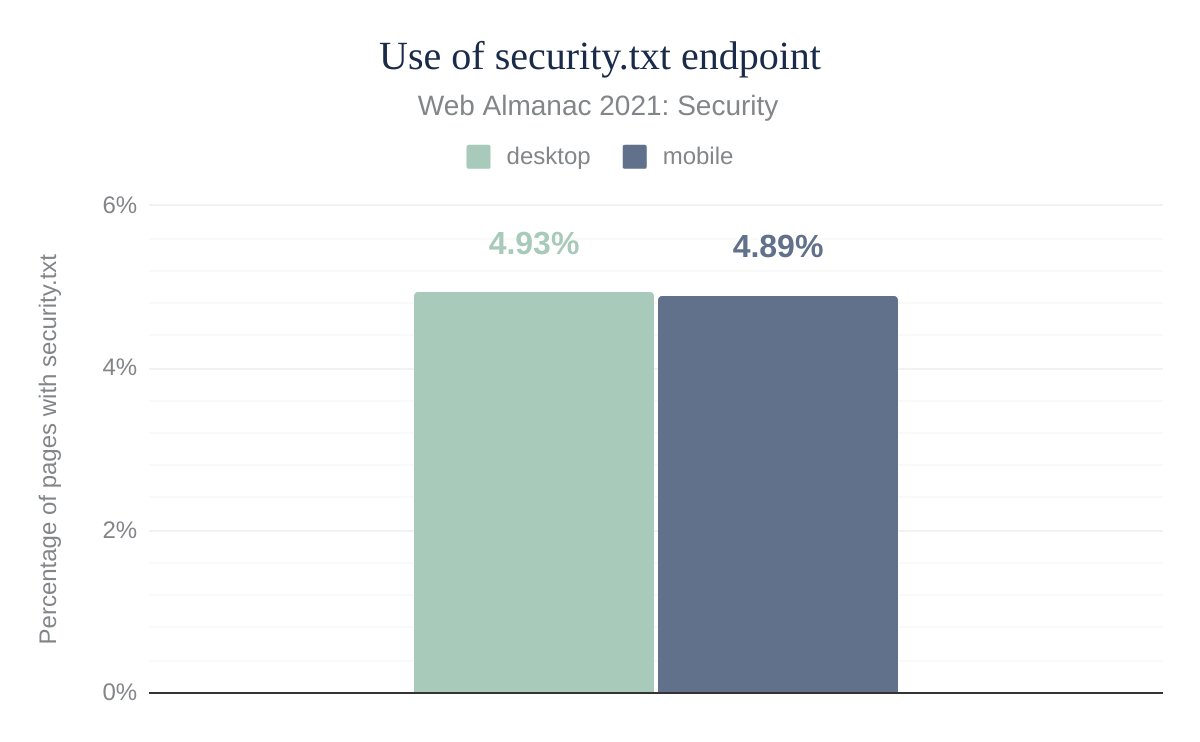 Use of security.txt endpoint
Web Almanac 2021: Security
desktop mobile
Percentage of pages with security.txt
6%
4%
2%
0%
4.93%
4.89%